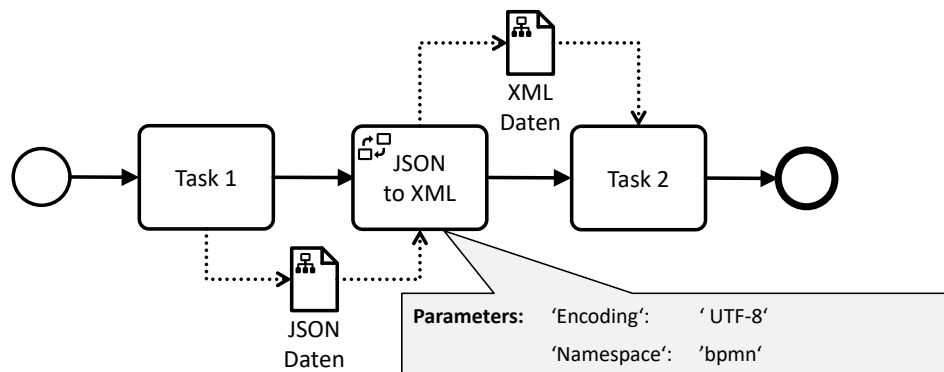 XML
Daten
Task 1
JSON
to XML
Task 2
JSON
Daten
Parameters: ‘Encoding‘: ‘ UTF-8‘
‘Namespace‘: ’bpmn‘